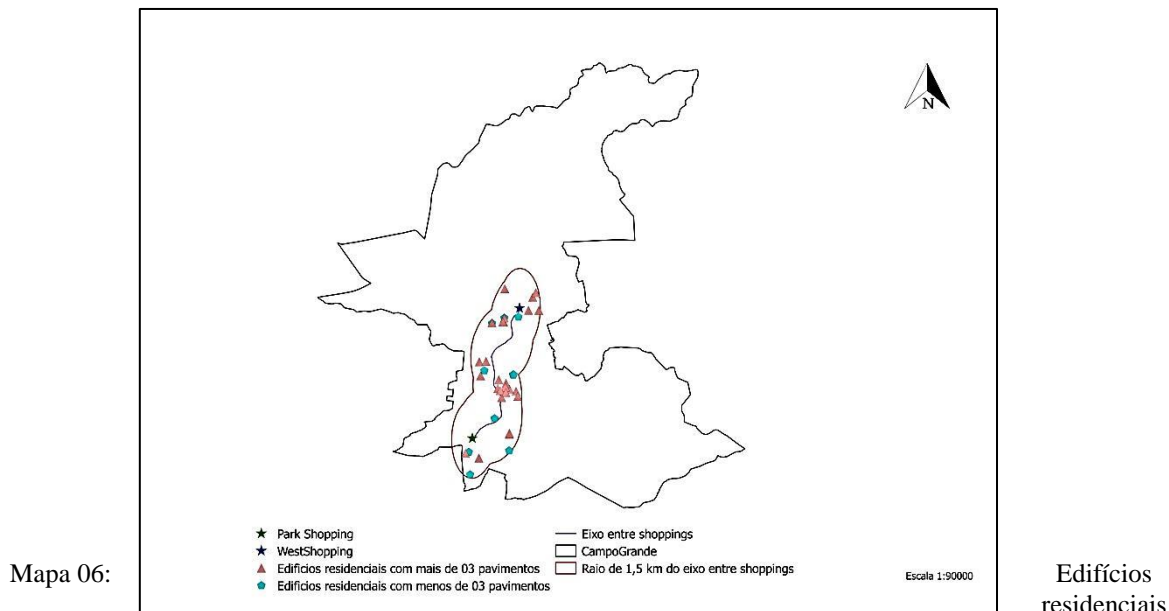 N
Park Shopping
WestShopping
Edifícios residenciais com mais de 03 pavimentos
Edifícios residenciais com menos de 03 pavimentos
Eixo entre shoppings
CampoGrande
Raio de 1,5 km do eixo entre shoppings
Escala 1:90000
Mapa 06:
Edifícios
residenciais